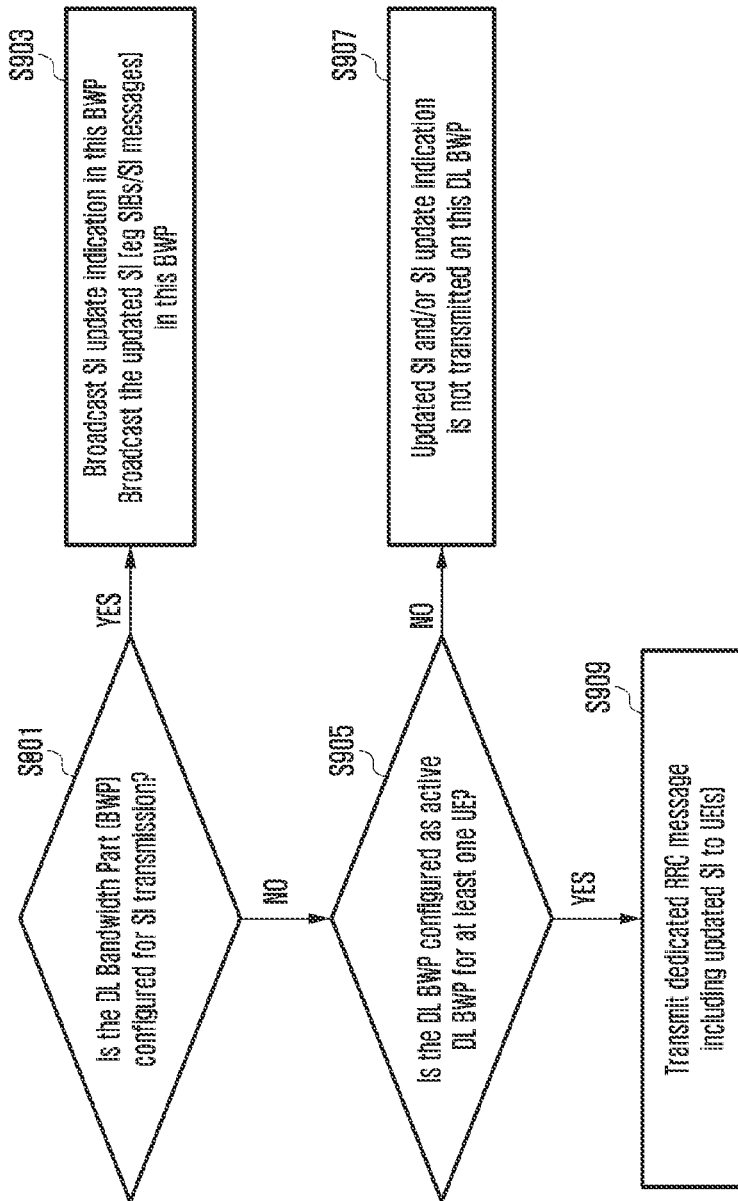 S901
Is the DL Bandwidth Part (BWP)
configured for SI transmission?
YES
S903
Broadcast SI update indication in this BWP
Broadcast the updated SI (eg SIBs/SI messages)
in this BWP
NO
S905
Is the DL BWP configured as active
DL BWP for at least one UE?
NO
S907
Updated SI and/or SI update indication
is not transmitted on this DL BWP
YES
S909
Transmit dedicated RRC message
including updated SI to UE(s)